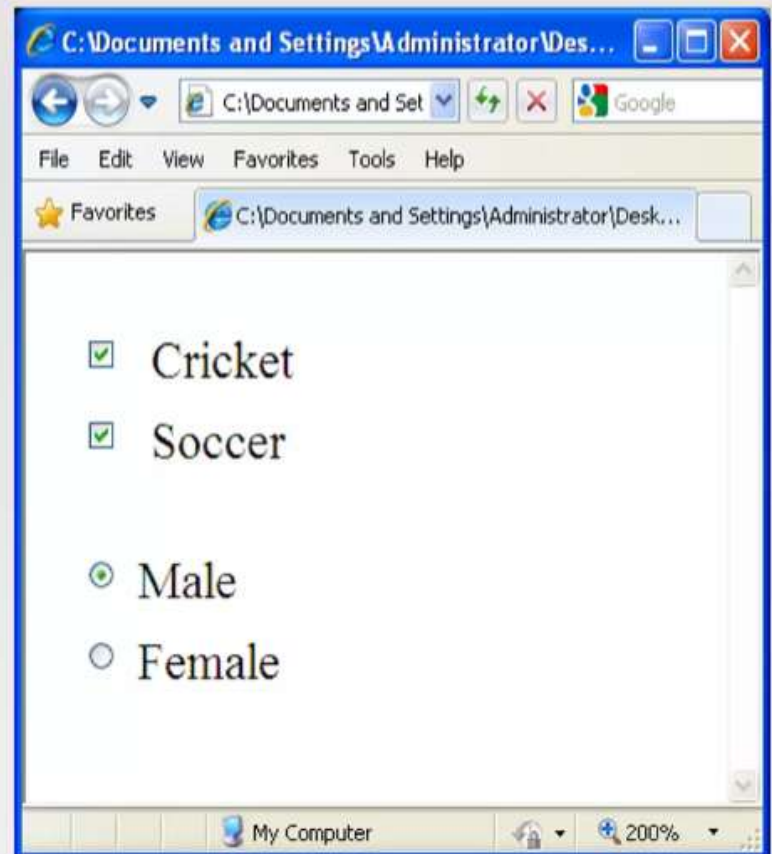 C:\Documents and Settings\Administrator\Des...
C:\Documents and Set
Google
File Edit View Favorites Tools Help
Favorites
C:\Documents and Settings\Administrator\Desk...
Cricket
Soccer
Male
Female
My Computer
200%